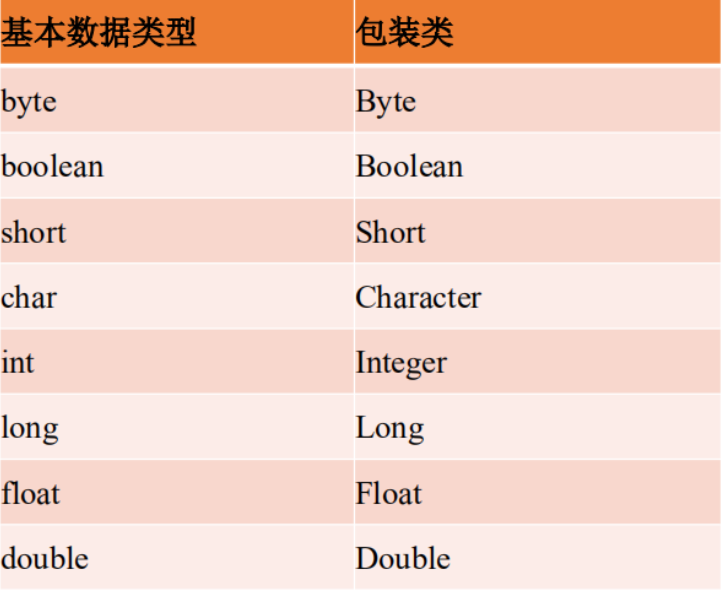 基本数据类型 包装类
byte Byte
boolean Boolean
short Short
char Character
int Integer
long Long
float Float
double Double